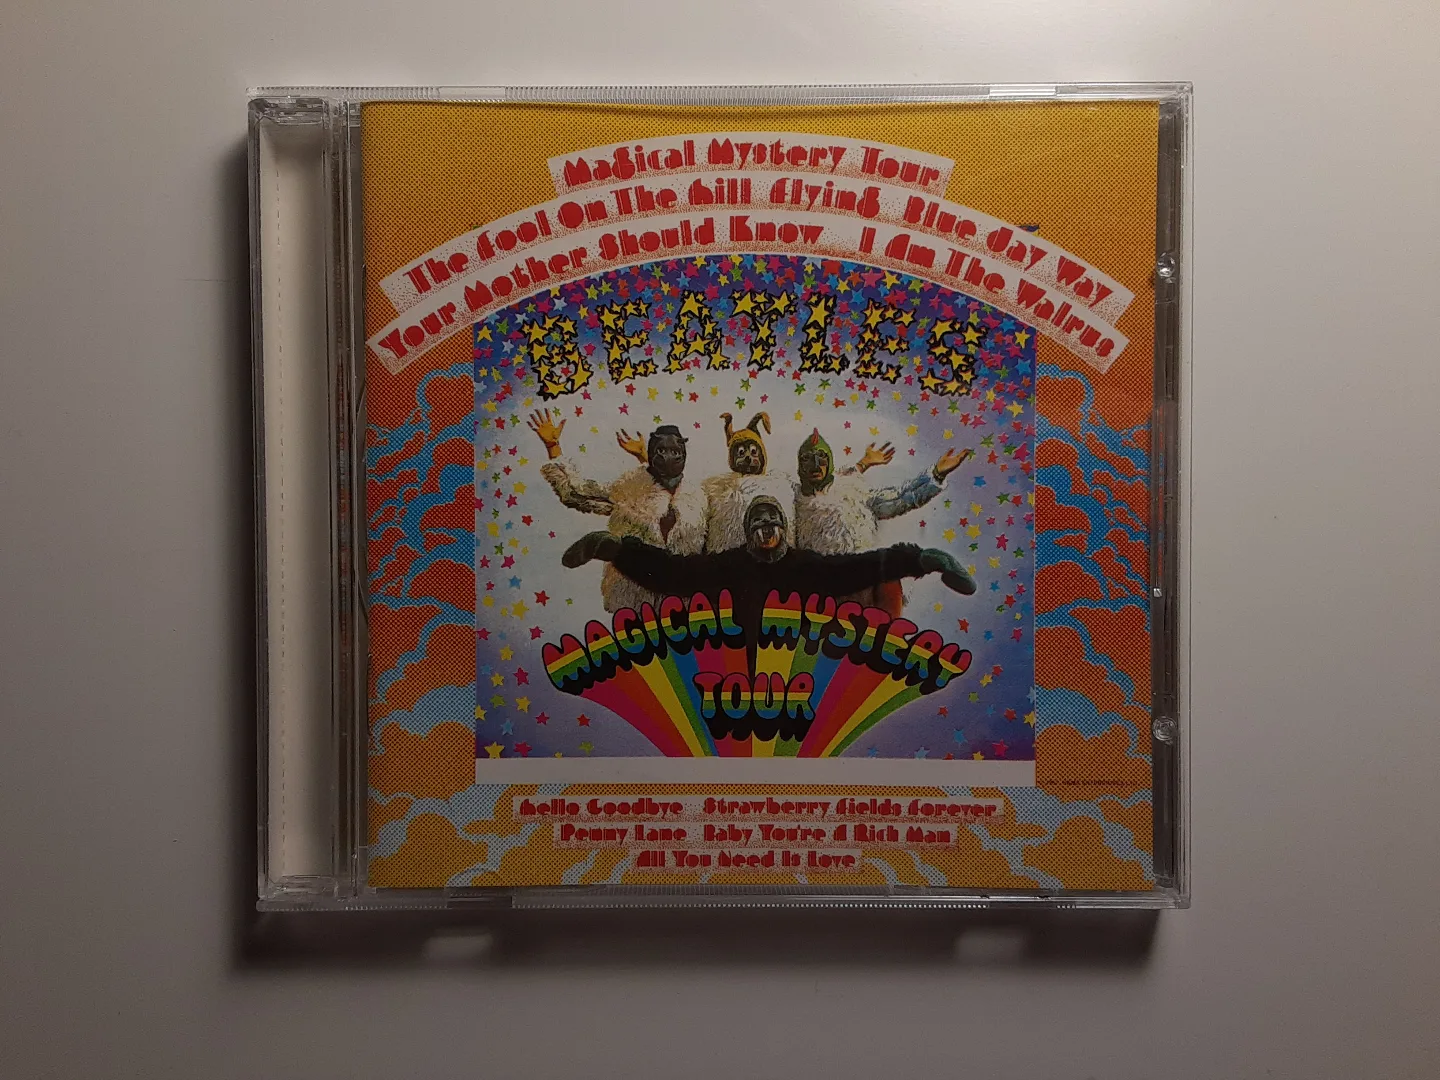 Magical Mystery Tour
The Fool On The Hill Flying Blue Jay Way
Your Mother Should Know I Am The Walrus
BEATLES
MAGICAL MYSTERY
TOUR
Hello Goodbye Strawberry Fields Forever
Penny Lane Baby You're A Rich Man
All You Need Is Love